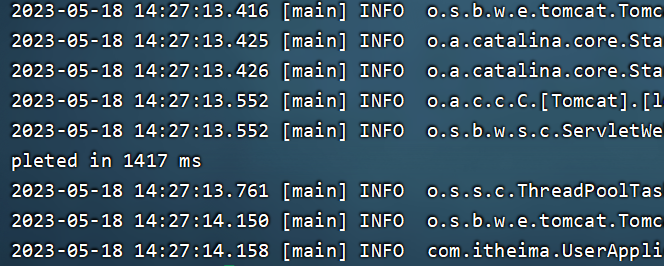 2023-05-18 14:27:13.416 [main] INFO  o.s.b.w.e.tomcat.Tomc
2023-05-18 14:27:13.425 [main] INFO  o.a.catalina.core.Sta
2023-05-18 14:27:13.426 [main] INFO  o.a.catalina.core.Sta
2023-05-18 14:27:13.552 [main] INFO  o.a.c.c.C.[Tomcat].[l
2023-05-18 14:27:13.552 [main] INFO  o.s.b.w.s.c.ServletWe
pleted in 1417 ms
2023-05-18 14:27:13.761 [main] INFO  o.s.s.c.ThreadPoolTas
2023-05-18 14:27:14.150 [main] INFO  o.s.b.w.e.tomcat.Tomc
2023-05-18 14:27:14.158 [main] INFO  com.itheima.UserAppli